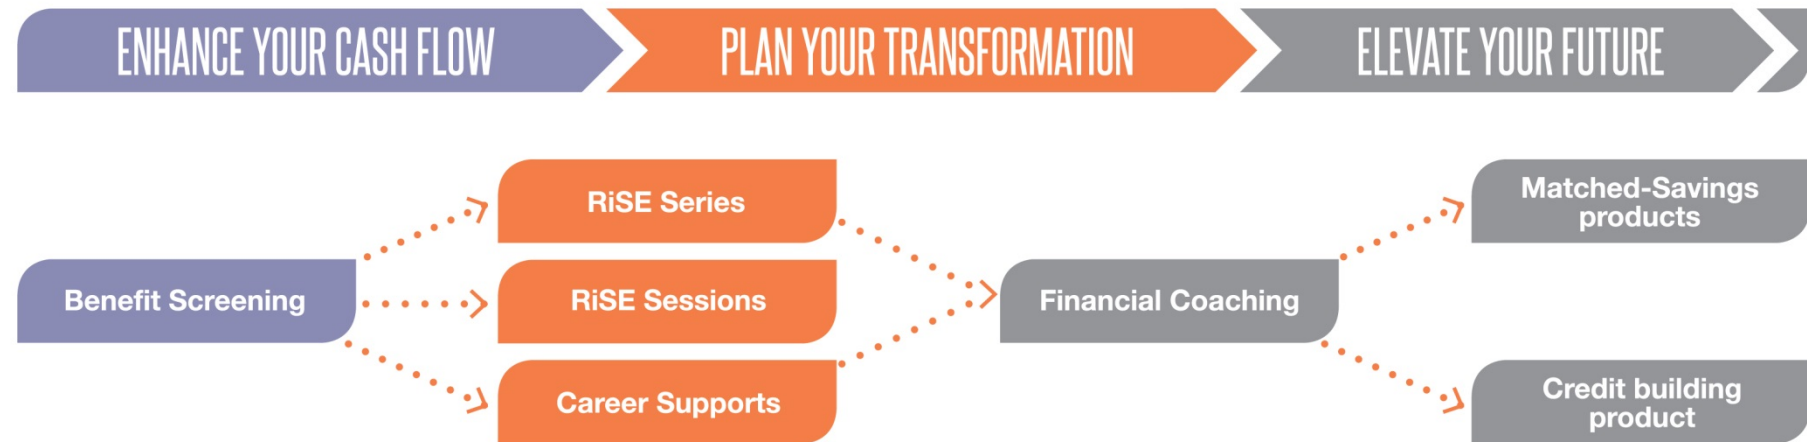 ENHANCE YOUR CASH FLOW
PLAN YOUR TRANSFORMATION
ELEVATE YOUR FUTURE
Benefit Screening
RiSE Series
RiSE Sessions
Career Supports
Financial Coaching
Matched-Savings
products
Credit building
product